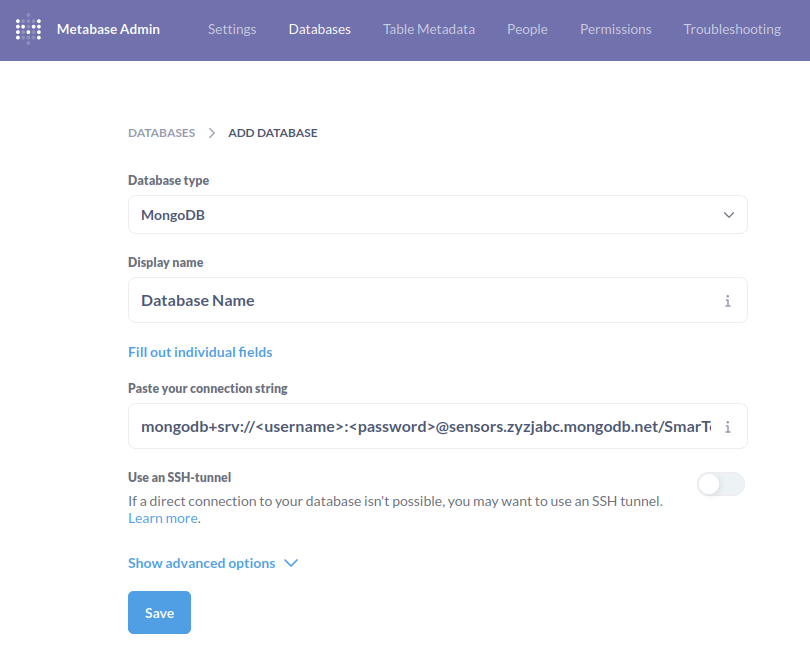 Metabase Admin Settings Databases Table Metadata People Permissions Troubleshooting
DATABASES > ADD DATABASE
Database type
MongoDB
Display name
Database Name
Fill out individual fields
Paste your connection string
mongodb+srv://<username>:<password>@sensors.zyzjabc.mongodb.net/SmarT
Use an SSH-tunnel
If a direct connection to your database isn't possible, you may want to use an SSH tunnel.
Learn more.
Show advanced options
Save